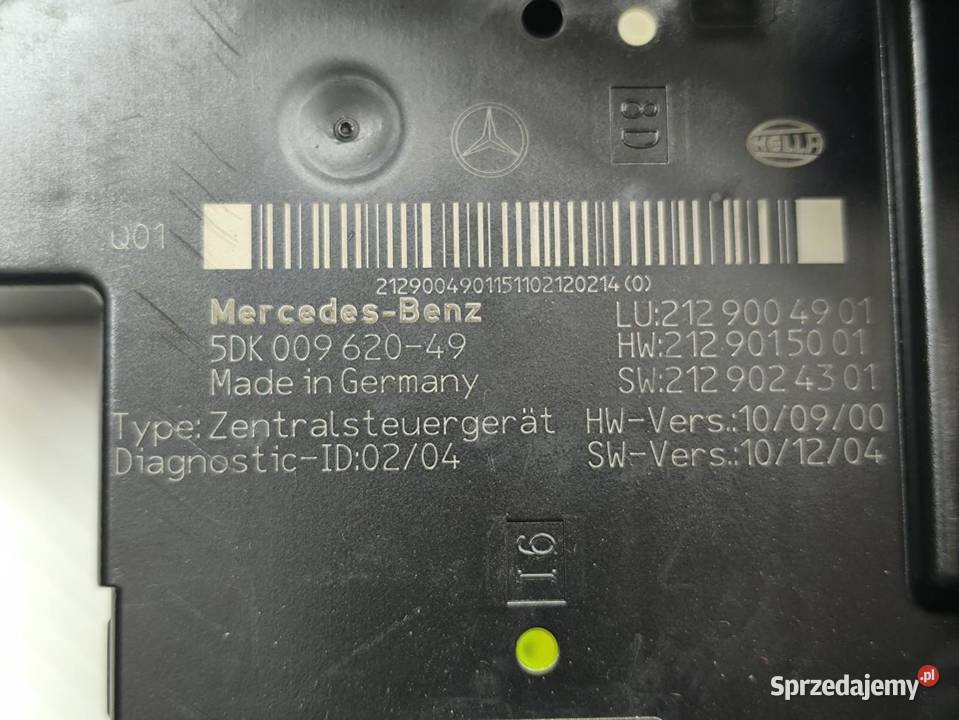 8D
HELLA
Q01
2129004901151102120214(0)
Mercedes-Benz
LU:212 900 49 01
5DK 009 620-49
HW:212 901 50 01
Made in Germany
SW:212 902 43 01
Type: Zentralsteuergerät
HW-Vers.:10/09/00
Diagnostic-ID:02/04
SW-Vers.:10/12/04
16
Sprzedajemy.pl